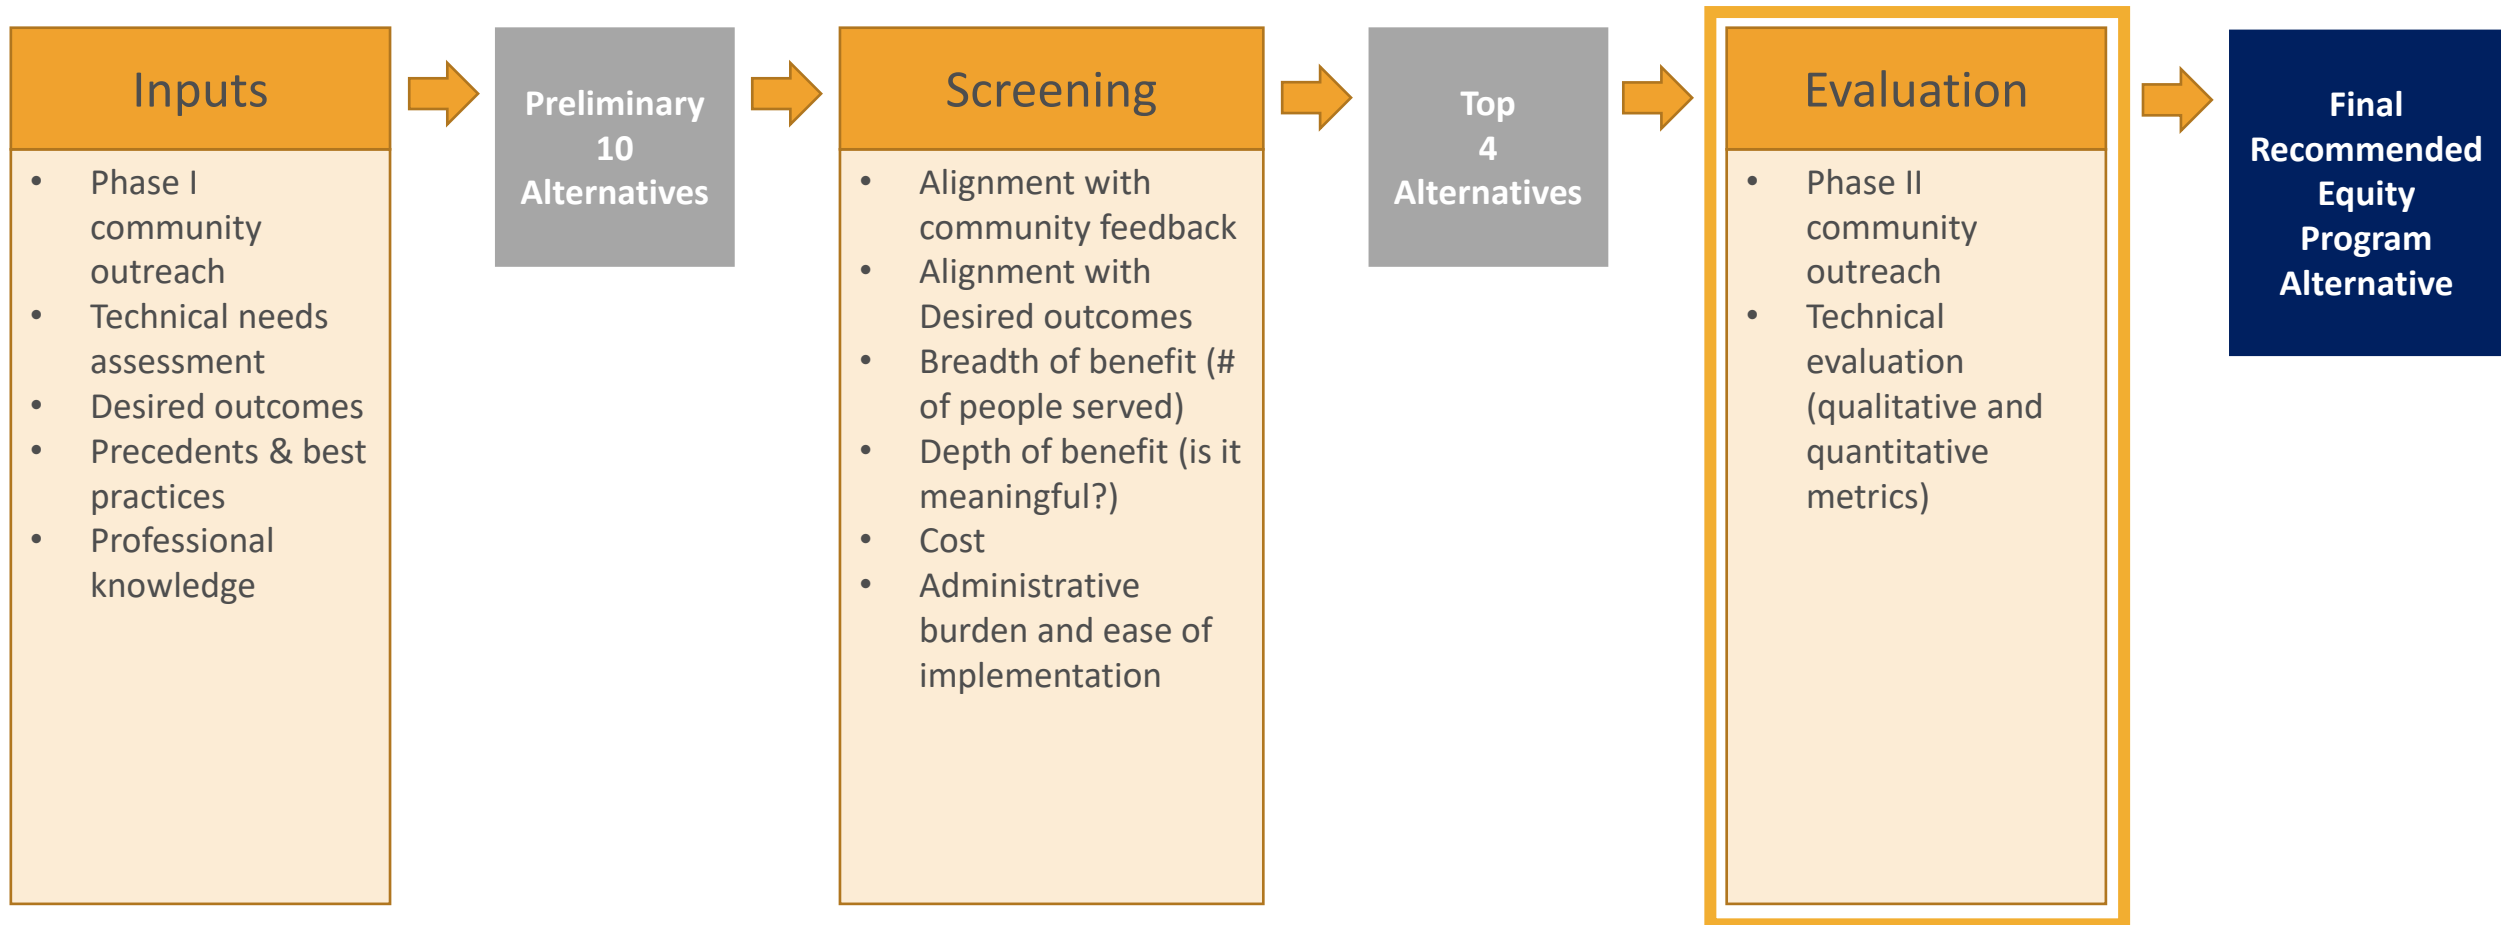 Inputs
• Phase I
community
outreach
• Technical needs
assessment
• Desired outcomes
• Precedents & best
practices
• Professional
knowledge
Preliminary
10
Alternatives
Screening
• Alignment with
community feedback
• Alignment with
Desired outcomes
• Breadth of benefit (#
of people served)
• Depth of benefit (is it
meaningful?)
• Cost
• Administrative
burden and ease of
implementation
Top
4
Alternatives
Evaluation
• Phase II
community
outreach
• Technical
evaluation
(qualitative and
quantitative
metrics)
Final
Recommended
Equity
Program
Alternative